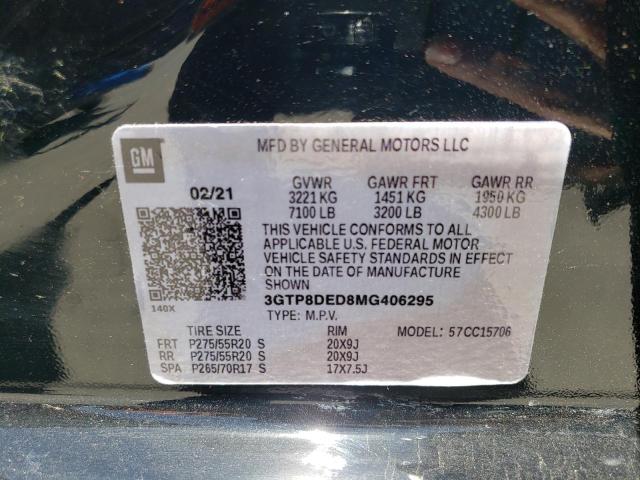 GM
MFD BY GENERAL MOTORS LLC
02/21
GVWR GAWR FRT GAWR RR
3221 KG 1451 KG 1950 KG
7100 LB 3200 LB 4300 LB
THIS VEHICLE CONFORMS TO ALL
APPLICABLE U.S. FEDERAL MOTOR
VEHICLE SAFETY STANDARDS IN EFFECT
ON THE DATE OF MANUFACTURE
SHOWN
140X
3GTP8DED8MG406295
TYPE: M.P.V.
TIRE SIZE RIM MODEL: 57CC15706
FRT P275/55R20 S 20X9J
RR P275/55R20 S 20X9J
SPA P265/70R17 S 17X7.5J